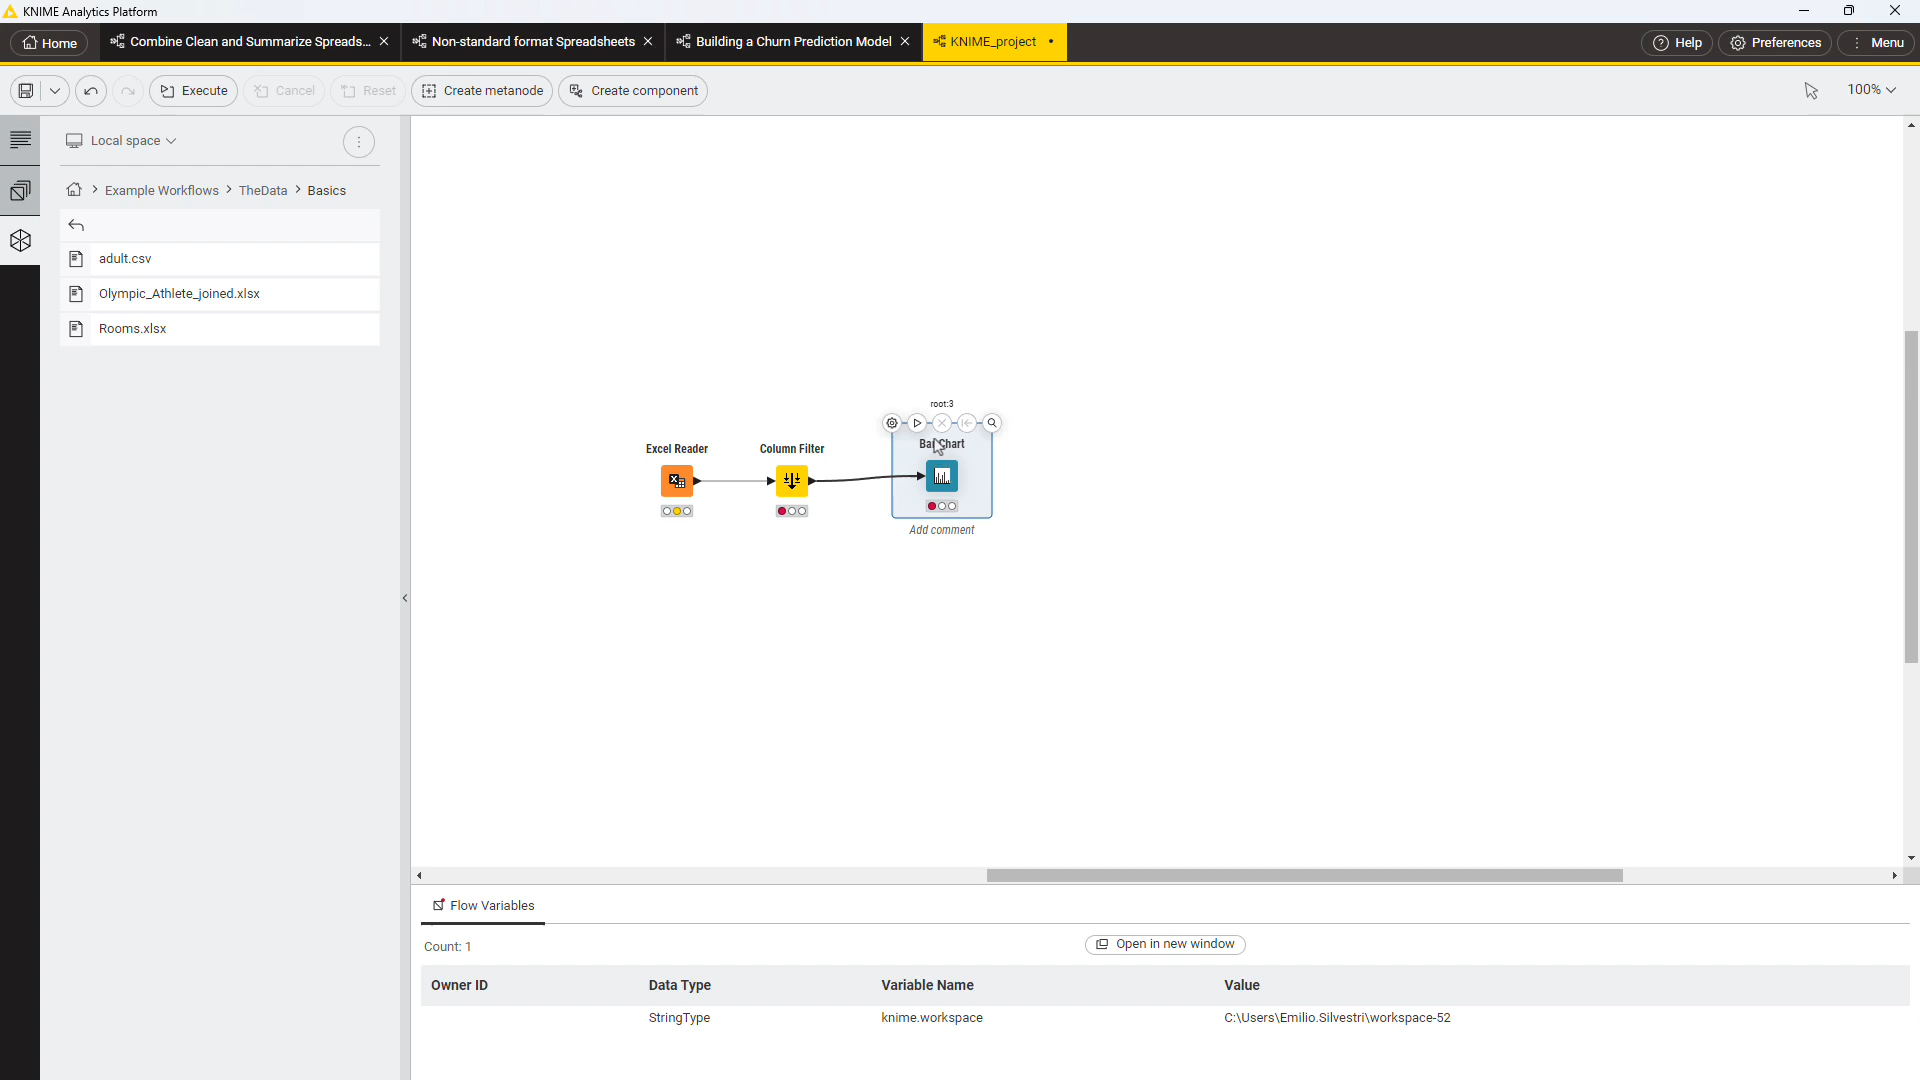 KNIME Analytics Platform
Home
Combine Clean and Summarize Spreads...
Non-standard format Spreadsheets
Building a Churn Prediction Model
KNIME_project
Help
Preferences
Menu
Execute
Cancel
Reset
Create metanode
Create component
100%
Local space
Example Workflows > TheData > Basics
adult.csv
Olympic_Athlete_joined.xlsx
Rooms.xlsx
root:3
Excel Reader
Column Filter
Bar Chart
Add comment
Flow Variables
Count: 1
Open in new window
Owner ID Data Type Variable Name Value
StringType knime.workspace C:\Users\Emilio.Silvestri\workspace-52